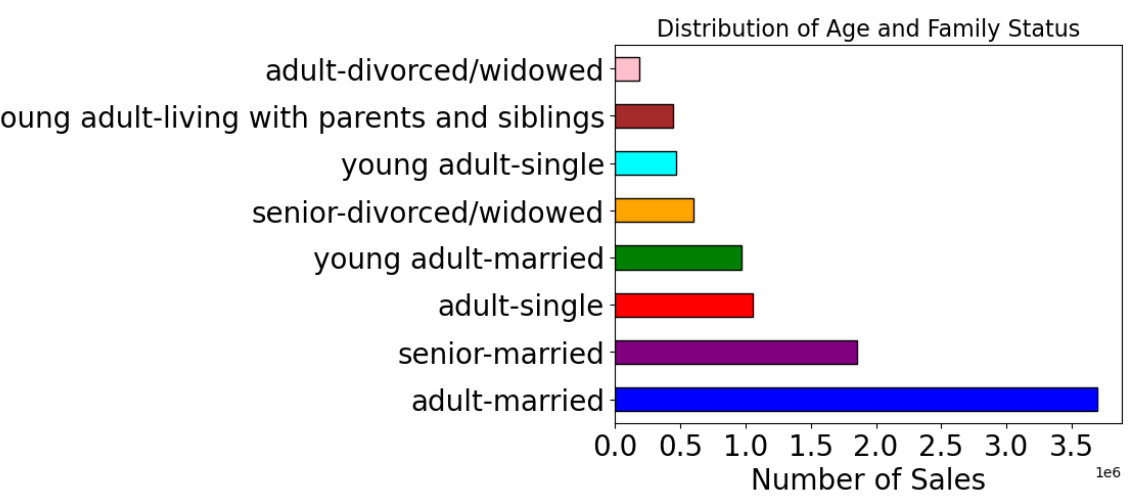 Distribution of Age and Family Status
adult-divorced/widowed
oung adult-living with parents and siblings
young adult-single
senior-divorced/widowed
young adult-married
adult-single
senior-married
adult-married
0.0 0.5 1.0 1.5 2.0 2.5 3.0 3.5
1e6
Number of Sales